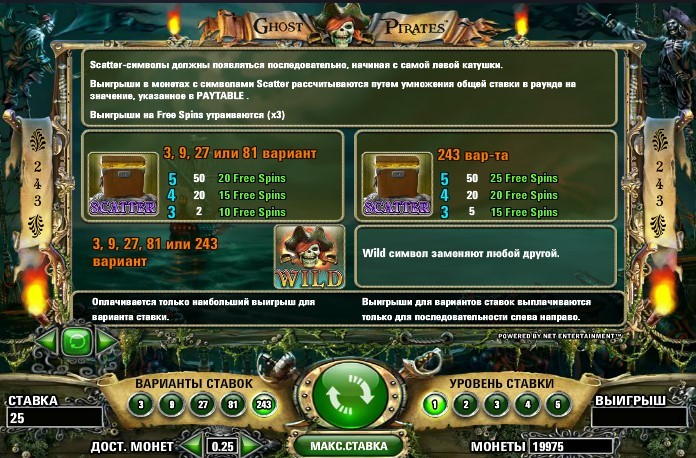 GHOST PIRATES™
Scatter-символы должны появляться последовательно, начиная с самой левой катушки.
Выигрыши в монетах с символами Scatter рассчитываются путем умножения общей ставки в раунде на
значение, указанное в PAYTABLE .
Выигрыши на Free Spins утраиваются (x3)
243
243
3, 9, 27 или 81 вариант
SCATTER
5 50 20 Free Spins
4 20 15 Free Spins
3 2 10 Free Spins
243 вар-та
SCATTER
5 50 25 Free Spins
4 20 20 Free Spins
3 5 15 Free Spins
3, 9, 27, 81 или 243
вариант
WILD
Wild символ заменяют любой другой.
Оплачивается только наибольший выигрыш для
варианта ставки.
Выигрыши для вариантов ставок выплачиваются
только для последовательности слева направо.
POWERED BY NET ENTERTAINMENT™
ВАРИАНТЫ СТАВОК
3 9 27 81 243
УРОВЕНЬ СТАВКИ
1 2 3 4 5
СТАВКА
25
ВЫИГРЫШ
ДОСТ. МОНЕТ 0.25
МАКС.СТАВКА
МОНЕТЫ 19975